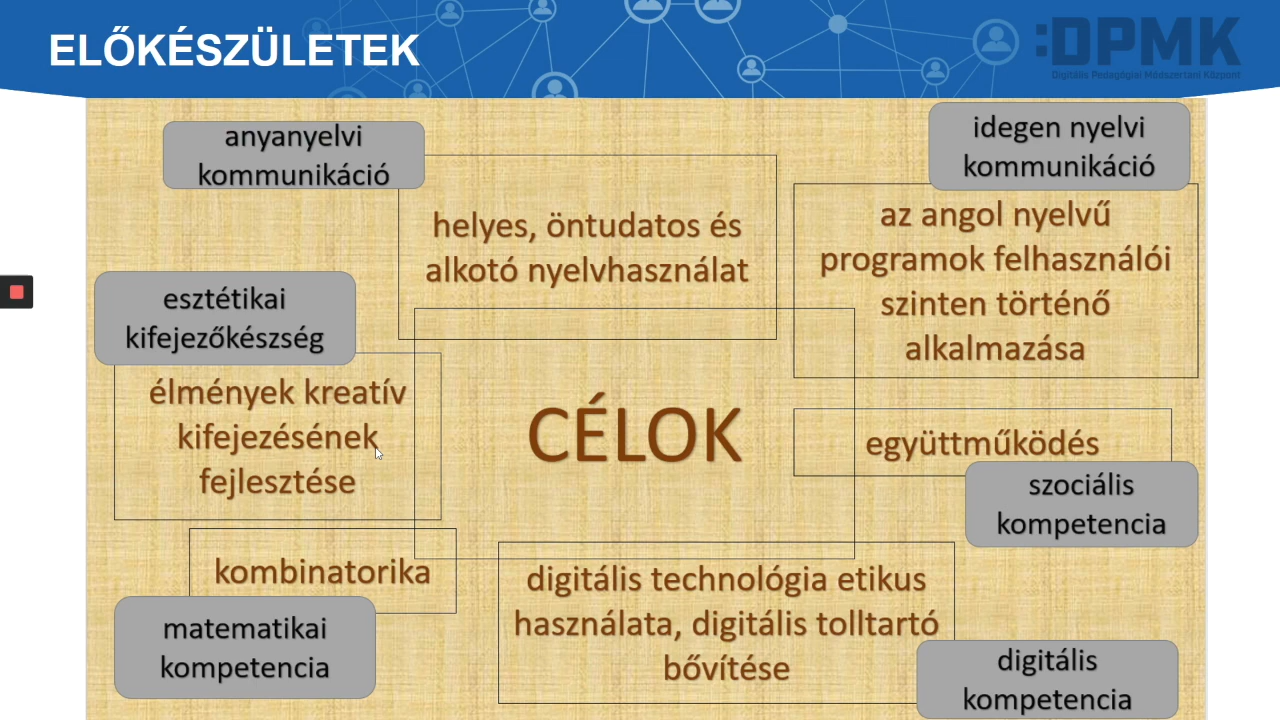 ELŐKÉSZÜLETEK
:DPMK
Digitális Pedagógiai Módszertani Központ
anyanyelvi
kommunikáció
helyes, öntudatos és
alkotó nyelvhasználat
idegen nyelvi
kommunikáció
az angol nyelvű
programok felhasználói
szinten történő
alkalmazása
esztétikai
kifejezőkészség
élmények kreatív
kifejezésének
fejlesztése
CÉLOK
együttműködés
szociális
kompetencia
kombinatorika
matematikai
kompetencia
digitális technológia etikus
használata, digitális tolltartó
bővítése
digitális
kompetencia